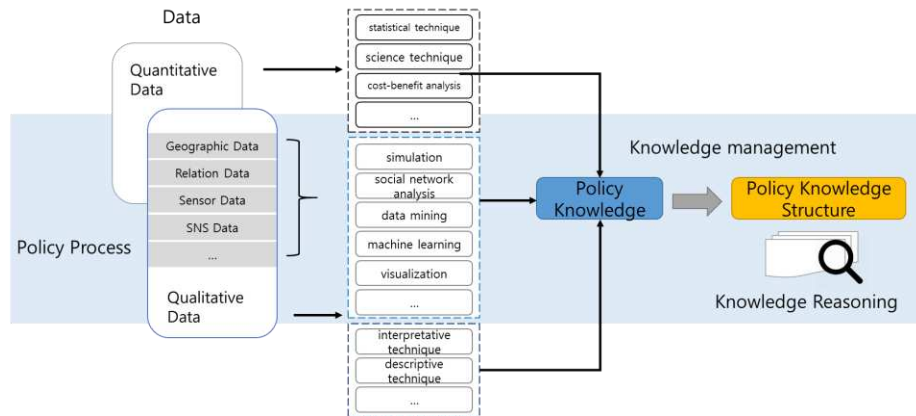 Data
Quantitative
Data
Geographic Data
Relation Data
Sensor Data
SNS Data
...
Qualitative
Data
Policy Process
statistical technique
science technique
cost-benefit analysis
...
simulation
social network
analysis
data mining
machine learning
visualization
...
interpretative
technique
descriptive
technique
...
Policy
Knowledge
Knowledge management
Policy Knowledge
Structure
Knowledge Reasoning